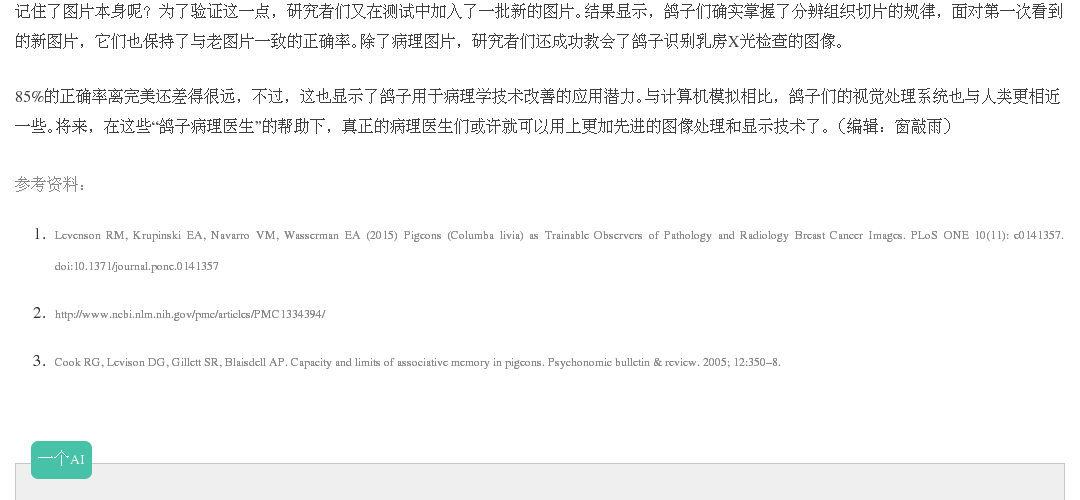 记住了图片本身呢？为了验证这一点，研究者们又在测试中加入了一批新的图片。结果显示，鸽子们确实掌握了分辨组织切片的规律，面对第一次看到
的新图片，它们也保持了与老图片一致的正确率。除了病理图片，研究者们还成功教会了鸽子识别乳房X光检查的图像。
85%的正确率离完美还差得很远，不过，这也显示了鸽子用于病理学技术改善的应用潜力。与计算机模拟相比，鸽子们的视觉处理系统也与人类更相近
一些。将来，在这些“鸽子病理医生”的帮助下，真正的病理医生们或许就可以用上更加先进的图像处理和显示技术了。（编辑：窗敲雨）
参考资料：
1. Levenson RM, Krupinski EA, Navarro VM, Wasserman EA (2015) Pigeons (Columba livia) as Trainable Observers of Pathology and Radiology Breast Cancer Images. PLoS ONE 10(11): e0141357.
doi:10.1371/journal.pone.0141357
2. http://www.ncbi.nlm.nih.gov/pmc/articles/PMC1334394/
3. Cook RG, Levison DG, Gillett SR, Blaisdell AP. Capacity and limits of associative memory in pigeons. Psychonomic bulletin & review. 2005; 12:350–8.
一个AI